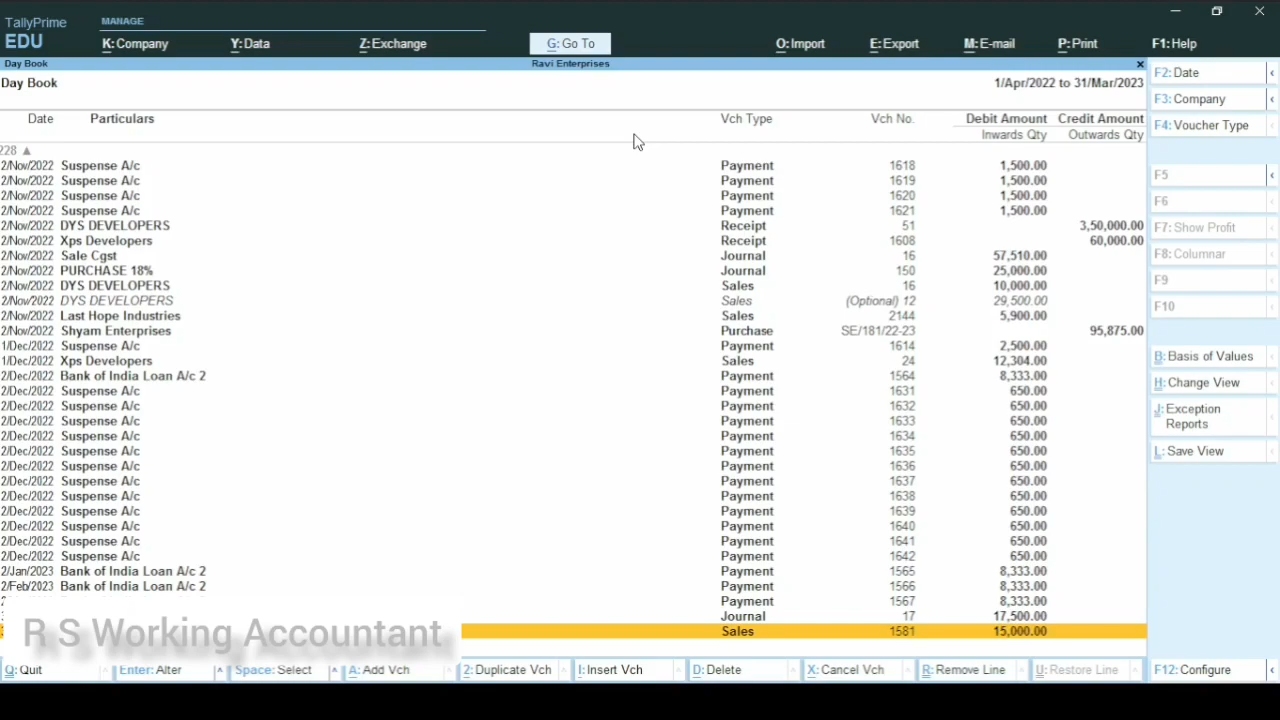 TallyPrime
EDU
MANAGE
K: Company Y: Data Z: Exchange G: Go To O: Import E: Export M: E-mail P: Print F1: Help
Day Book Ravi Enterprises ×
Day Book 1/Apr/2022 to 31/Mar/2023
Date Particulars Vch Type Vch No. Debit Amount Credit Amount
Inwards Qty Outwards Qty
228 ▲
2/Nov/2022 Suspense A/c Payment 1618 1,500.00
2/Nov/2022 Suspense A/c Payment 1619 1,500.00
2/Nov/2022 Suspense A/c Payment 1620 1,500.00
2/Nov/2022 Suspense A/c Payment 1621 1,500.00
2/Nov/2022 DYS DEVELOPERS Receipt 51 3,50,000.00
2/Nov/2022 Xps Developers Receipt 1608 60,000.00
2/Nov/2022 Sale Cgst Journal 16 57,510.00
2/Nov/2022 PURCHASE 18% Journal 150 25,000.00
2/Nov/2022 DYS DEVELOPERS Sales 16 10,000.00
2/Nov/2022 DYS DEVELOPERS Sales (Optional) 12 29,500.00
2/Nov/2022 Last Hope Industries Sales 2144 5,900.00
2/Nov/2022 Shyam Enterprises Purchase SE/181/22-23 95,875.00
1/Dec/2022 Suspense A/c Payment 1614 2,500.00
1/Dec/2022 Xps Developers Sales 24 12,304.00
2/Dec/2022 Bank of India Loan A/c 2 Payment 1564 8,333.00
2/Dec/2022 Suspense A/c Payment 1631 650.00
2/Dec/2022 Suspense A/c Payment 1632 650.00
2/Dec/2022 Suspense A/c Payment 1633 650.00
2/Dec/2022 Suspense A/c Payment 1634 650.00
2/Dec/2022 Suspense A/c Payment 1635 650.00
2/Dec/2022 Suspense A/c Payment 1636 650.00
2/Dec/2022 Suspense A/c Payment 1637 650.00
2/Dec/2022 Suspense A/c Payment 1638 650.00
2/Dec/2022 Suspense A/c Payment 1639 650.00
2/Dec/2022 Suspense A/c Payment 1640 650.00
2/Dec/2022 Suspense A/c Payment 1641 650.00
2/Dec/2022 Suspense A/c Payment 1642 650.00
2/Jan/2023 Bank of India Loan A/c 2 Payment 1565 8,333.00
2/Feb/2023 Bank of India Loan A/c 2 Payment 1566 8,333.00
Payment 1567 8,333.00
Journal 17 17,500.00
Sales 1581 15,000.00
R S Working Accountant
Q: Quit Enter: Alter Space: Select A: Add Vch 2: Duplicate Vch I: Insert Vch D: Delete X: Cancel Vch R: Remove Line U: Restore Line F12: Configure
F2: Date
F3: Company
F4: Voucher Type
F5
F6
F7: Show Profit
F8: Columnar
F9
F10
B: Basis of Values
H: Change View
J: Exception
Reports
L: Save View